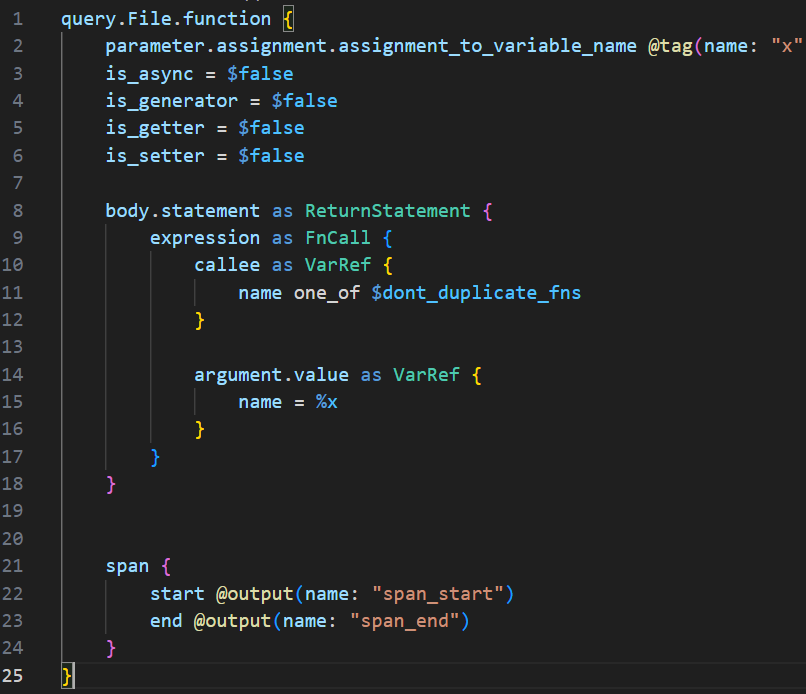 1 query.File.function {
2 parameter.assignment.assignment_to_variable_name @tag(name: "x"
3 is_async = $false
4 is_generator = $false
5 is_getter = $false
6 is_setter = $false
7
8 body.statement as ReturnStatement {
9 expression as FnCall {
10 callee as VarRef {
11 name one_of $dont_duplicate_fns
12 }
13
14 argument.value as VarRef {
15 name = %x
16 }
17 }
18 }
19
20
21 span {
22 start @output(name: "span_start")
23 end @output(name: "span_end")
24 }
25 }